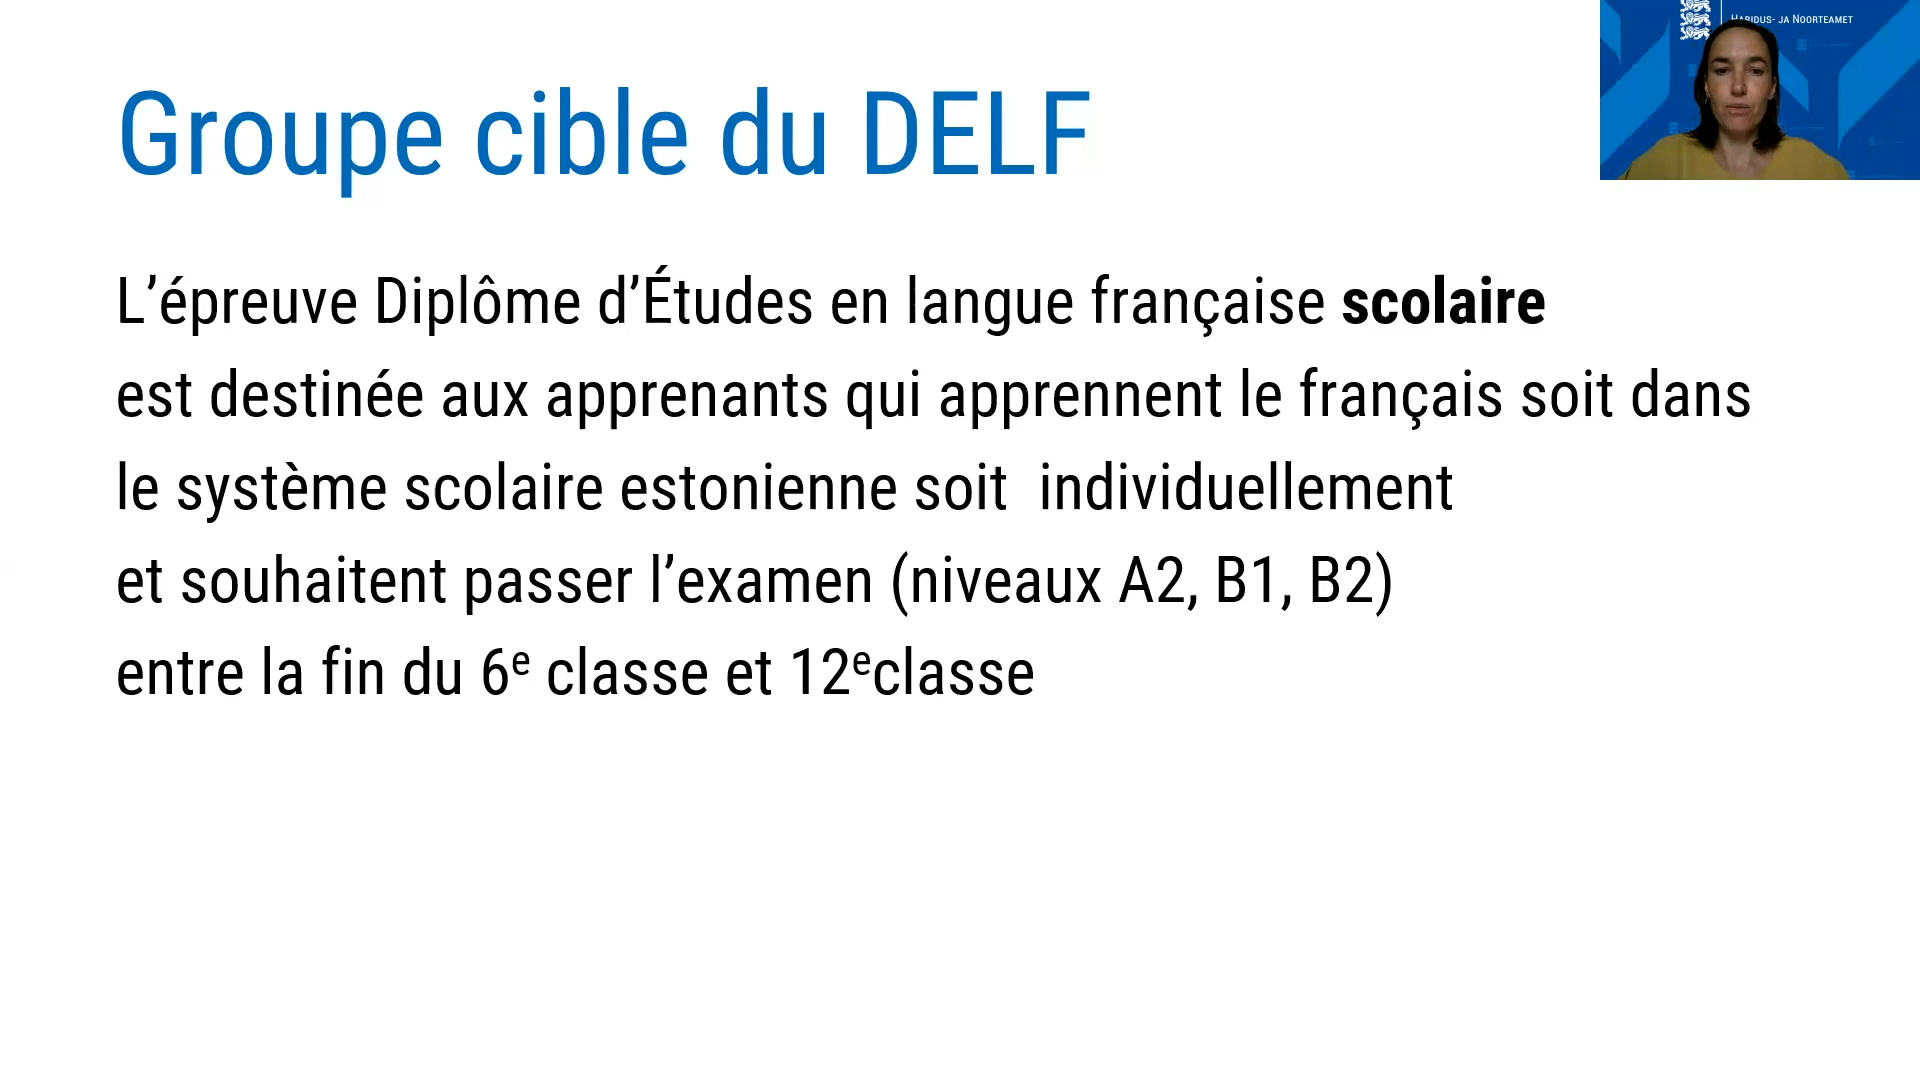 HARIDUS- JA NOORTEAMET
Groupe cible du DELF
L’épreuve Diplôme d’Études en langue française scolaire
est destinée aux apprenants qui apprennent le français soit dans
le système scolaire estonienne soit  individuellement
et souhaitent passer l’examen (niveaux A2, B1, B2)
entre la fin du 6ᵉ classe et 12ᵉclasse